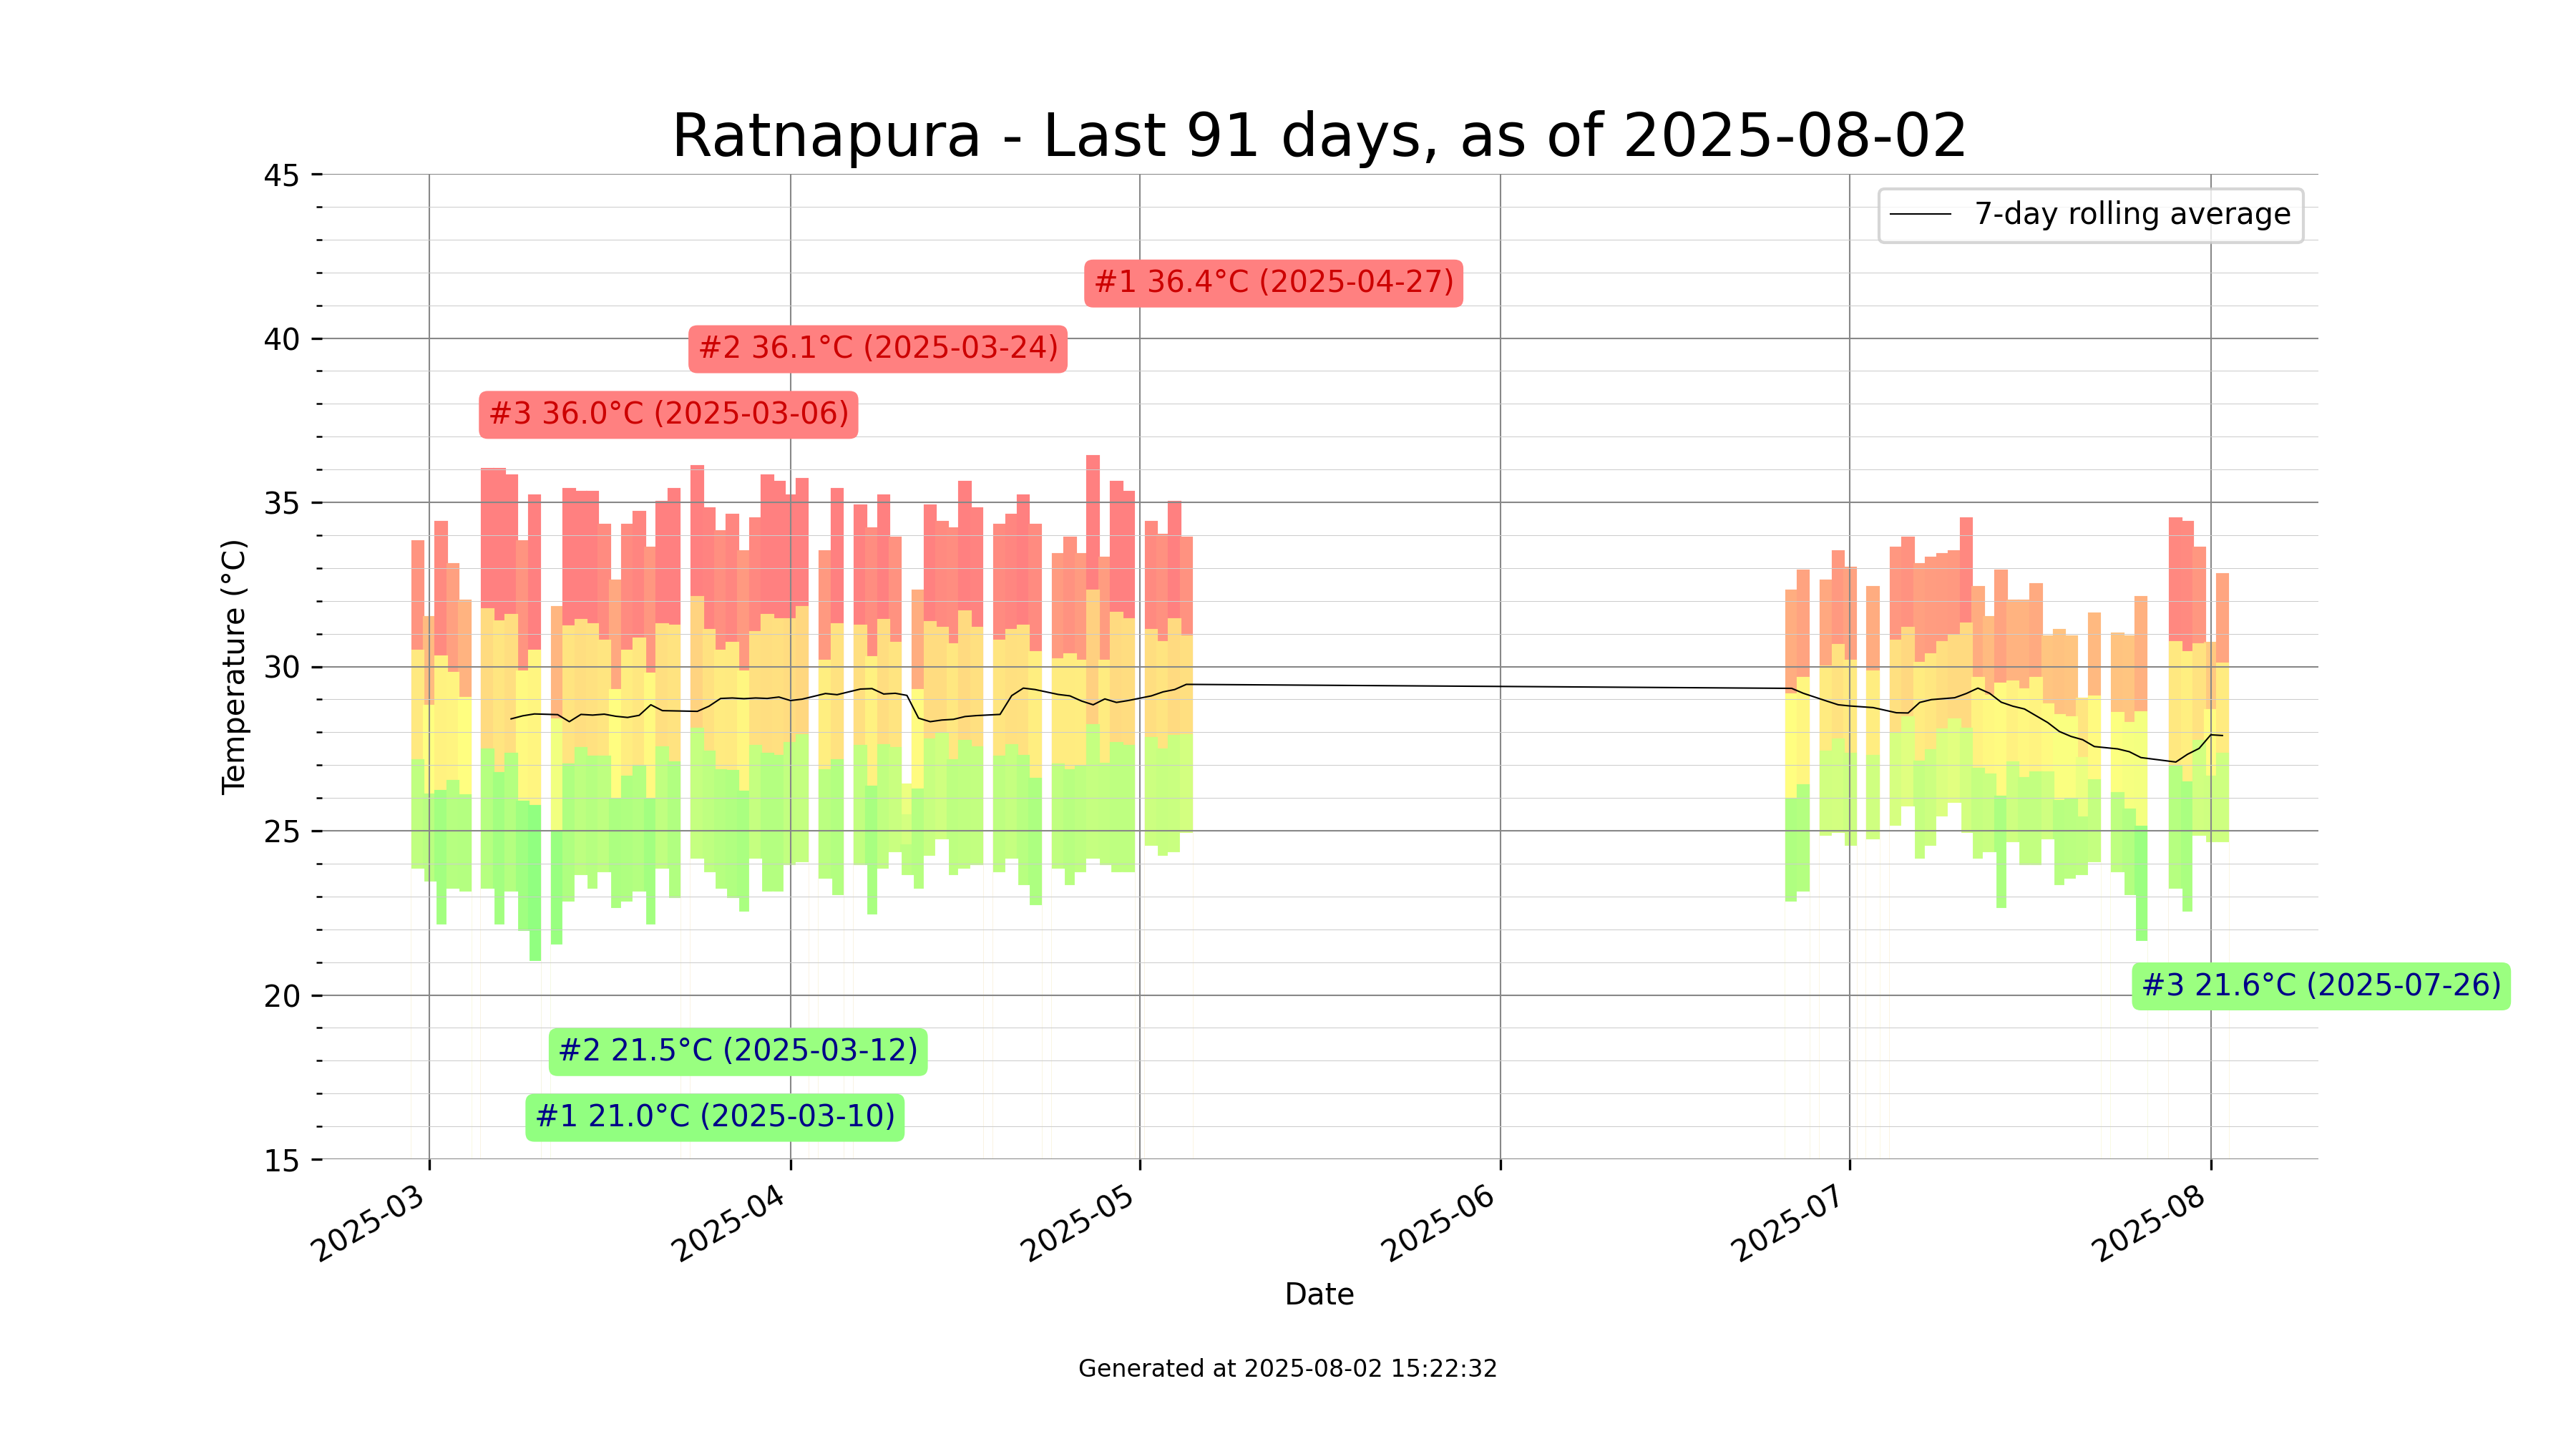 Ratnapura - Last 91 days, as of 2025-08-02
7-day rolling average
#1 36.4°C (2025-04-27)
#2 36.1°C (2025-03-24)
#3 36.0°C (2025-03-06)
#3 21.6°C (2025-07-26)
#2 21.5°C (2025-03-12)
#1 21.0°C (2025-03-10)
Temperature (°C)
45
40
35
30
25
20
15
2025-03
2025-04
2025-05
2025-06
2025-07
2025-08
Date
Generated at 2025-08-02 15:22:32